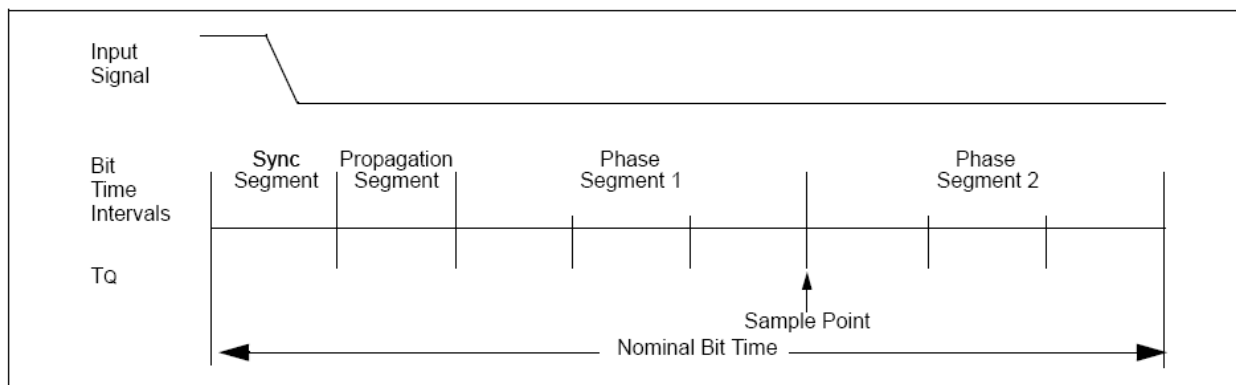 Input
Signal
Bit
Time
Intervals
Sync
Segment
Propagation
Segment
Phase
Segment 1
Phase
Segment 2
TQ
Sample Point
Nominal Bit Time